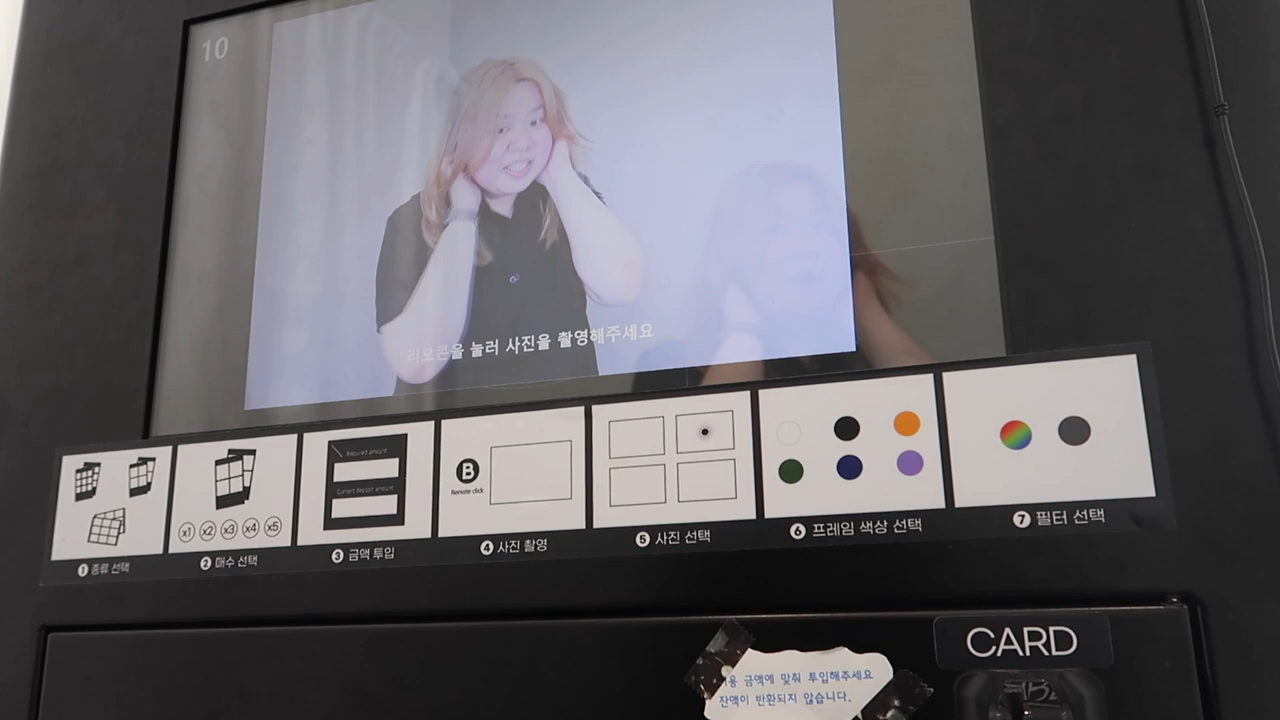 10
리모콘을 눌러 사진을 촬영해주세요
Required amount
Current deposit amount
B
Remote click
x1 x2 x3 x4 x5
1 종류 선택
2 매수 선택
3 금액 투입
4 사진 촬영
5 사진 선택
6 프레임 색상 선택
7 필터 선택
CARD
금액에 맞춰 투입해주세요
잔액이 반환되지 않습니다.